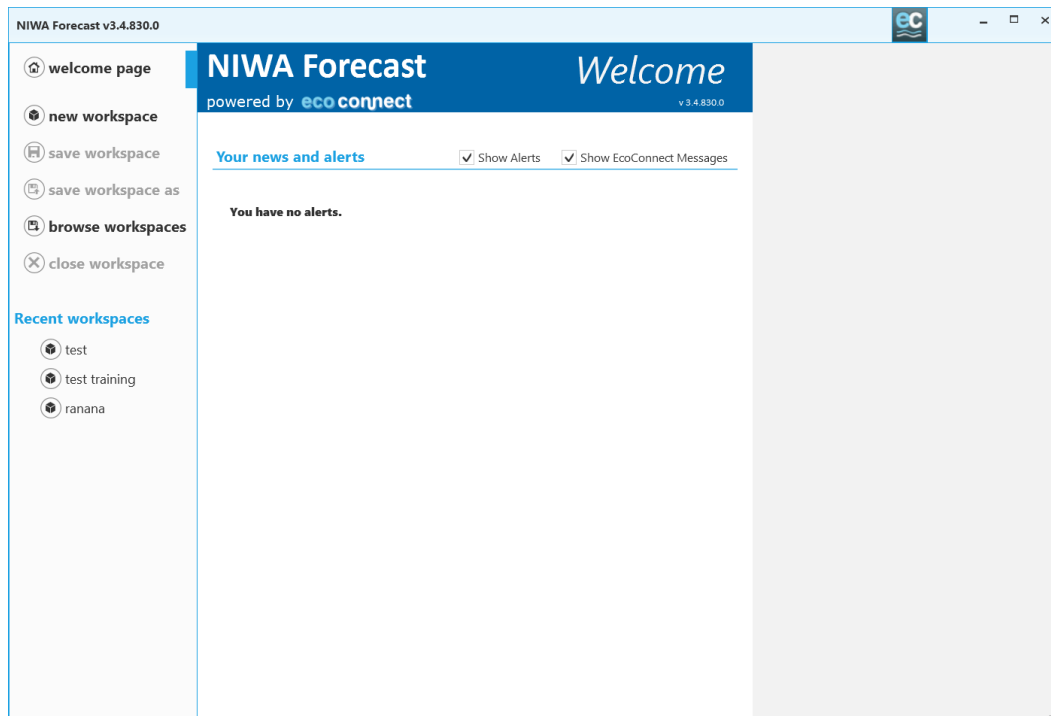 NIWA Forecast v3.4.830.0
ec
welcome page
new workspace
save workspace
save workspace as
browse workspaces
close workspace
Recent workspaces
test
test training
ranana
NIWA Forecast
Welcome
powered by ecoconnect
v 3.4.830.0
Your news and alerts
Show Alerts
Show EcoConnect Messages
You have no alerts.